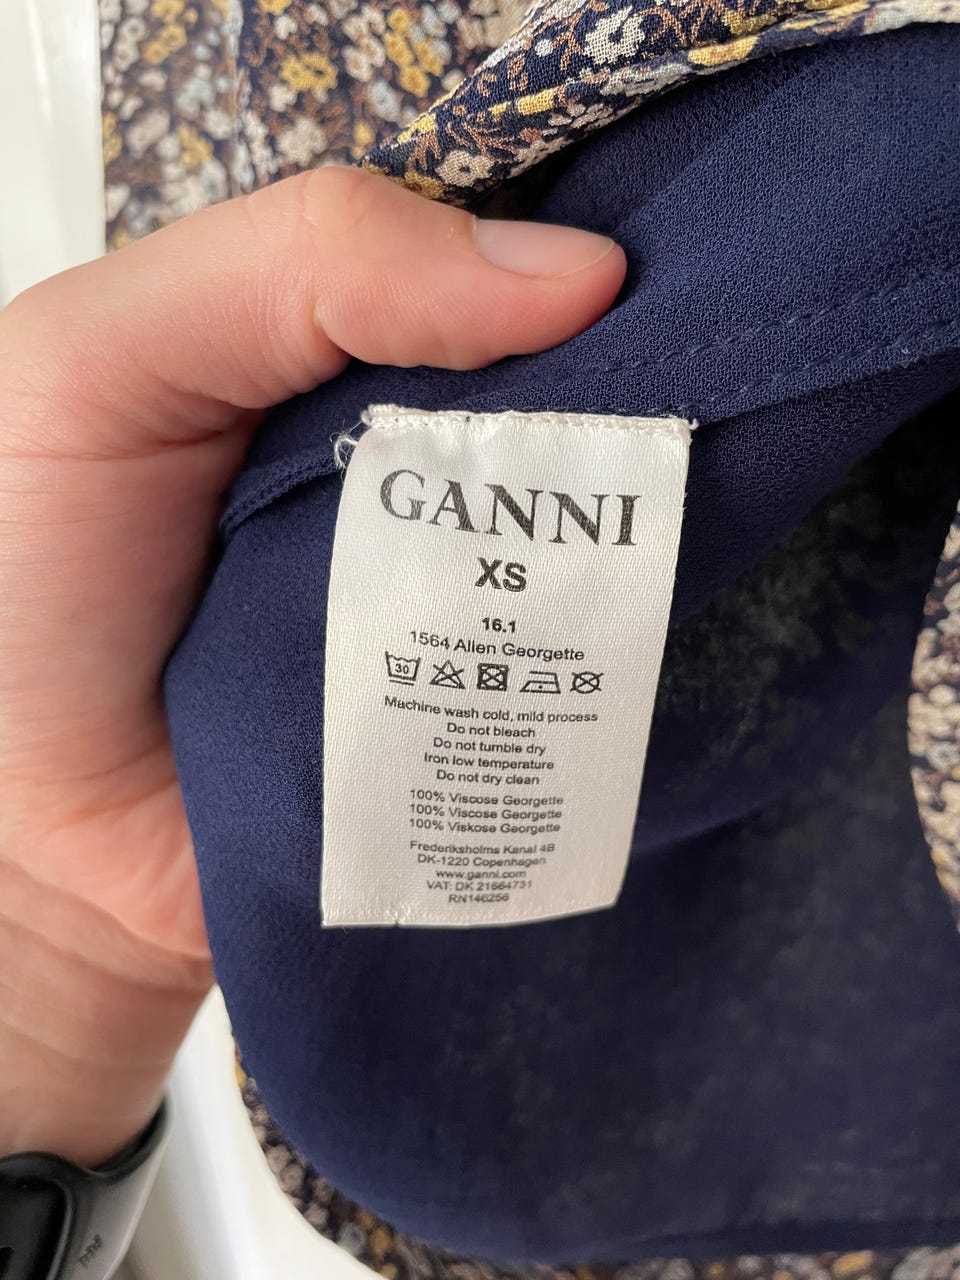 GANNI
XS
16.1
1564 Allen Georgette
30
Machine wash cold, mild process
Do not bleach
Do not tumble dry
Iron low temperature
Do not dry clean
100% Viscose Georgette
100% Viscose Georgette
100% Viskose Georgette
Frederiksholms Kanal 4B
DK-1220 Copenhagen
www.ganni.com
VAT: DK 21664731
RN146256